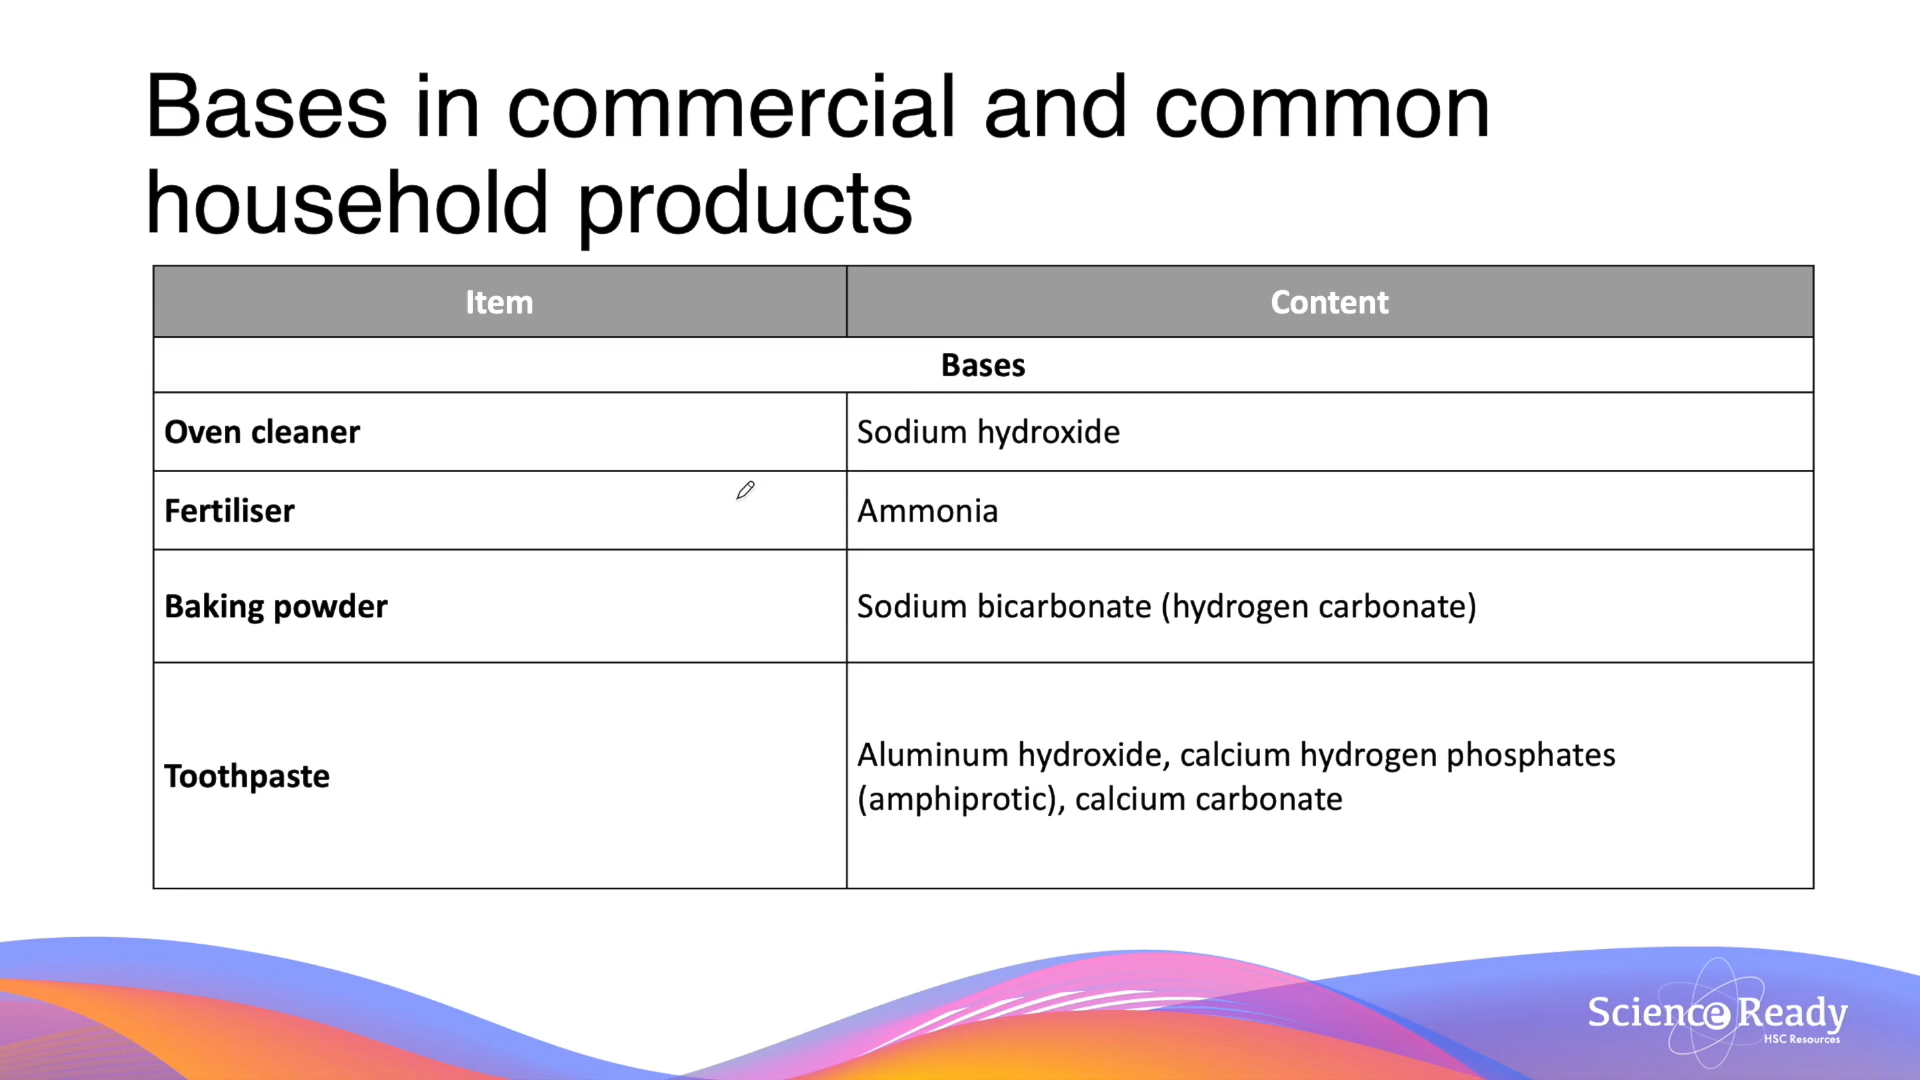 Bases in commercial and common
household products
Item Content
Bases
Oven cleaner Sodium hydroxide
Fertiliser Ammonia
Baking powder Sodium bicarbonate (hydrogen carbonate)
Toothpaste Aluminum hydroxide, calcium hydrogen phosphates
(amphiprotic), calcium carbonate
Science Ready
HSC Resources